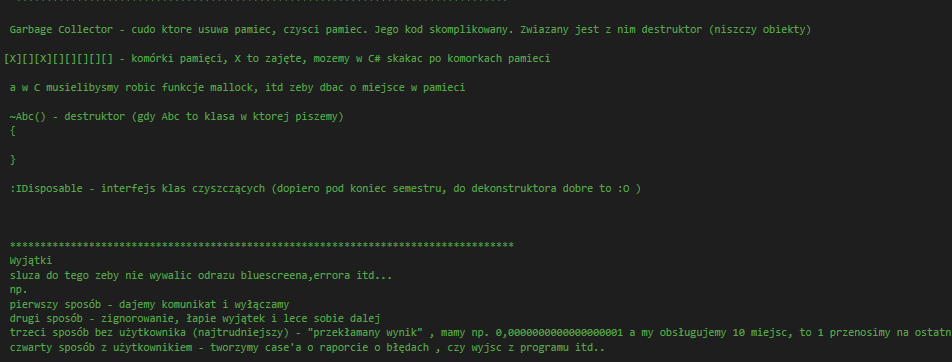 Garbage Collector - cudo ktore usuwa pamiec, czysci pamiec. Jego kod skomplikowany. Zwiazany jest z nim destruktor (niszczy obiekty)
[X][][X][][][][][] - komórki pamięci, X to zajęte, mozemy w C# skakac po komorkach pamieci
a w C musielibysmy robic funkcje mallock, itd zeby dbac o miejsce w pamieci
~Abc() - destruktor (gdy Abc to klasa w ktorej piszemy)
{
}
:IDisposable - interfejs klas czyszczących (dopiero pod koniec semestru, do dekonstruktora dobre to :O )
***********************************************************************************
Wyjątki
sluza do tego zeby nie wywalic odrazu bluescreena,errora itd...
np.
pierwszy sposób - dajemy komunikat i wyłączamy
drugi sposób - zignorowanie, łapie wyjątek i lece sobie dalej
trzeci sposób bez użytkownika (najtrudniejszy) - "przekłamany wynik" , mamy np. 0,0000000000000000001 a my obsługujemy 10 miejsc, to 1 przenosimy na ostatn
czwarty sposób z użytkownikiem - tworzymy case'a o raporcie o błędach , czy wyjsc z programu itd..